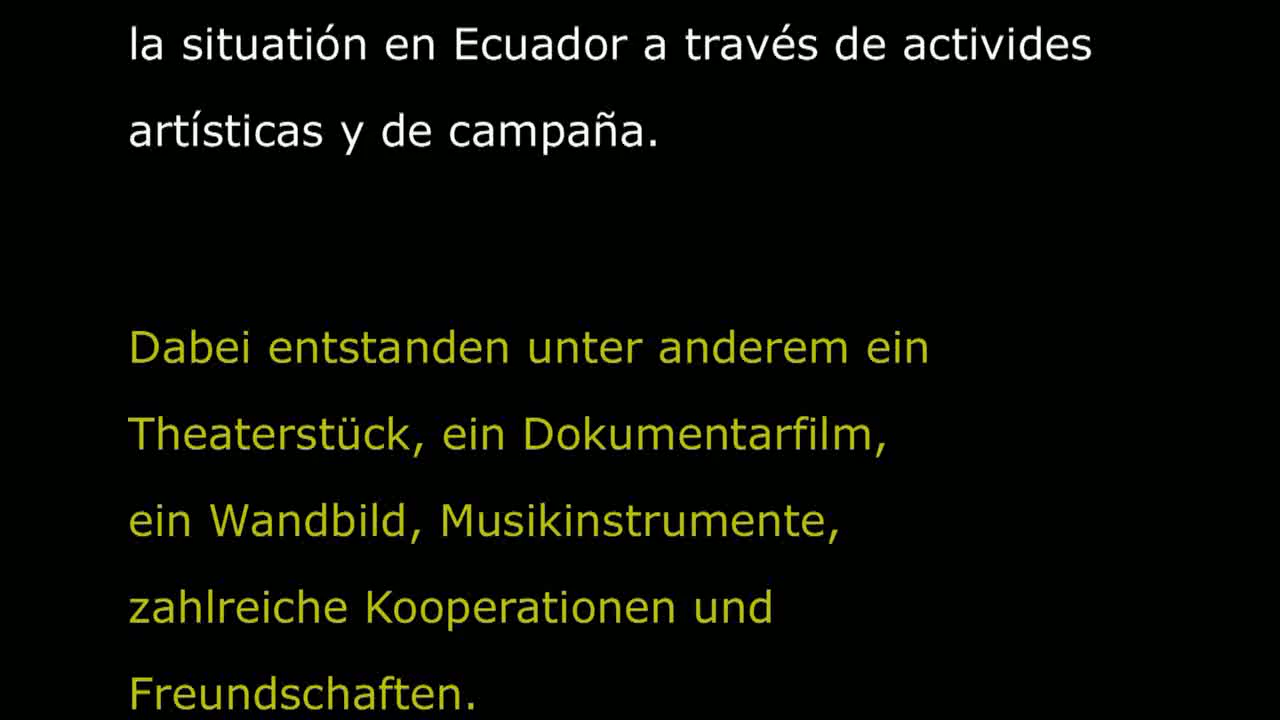 la situatión en Ecuador a través de activides
artísticas y de campaña.
Dabei entstanden unter anderem ein
Theaterstück, ein Dokumentarfilm,
ein Wandbild, Musikinstrumente,
zahlreiche Kooperationen und
Freundschaften.